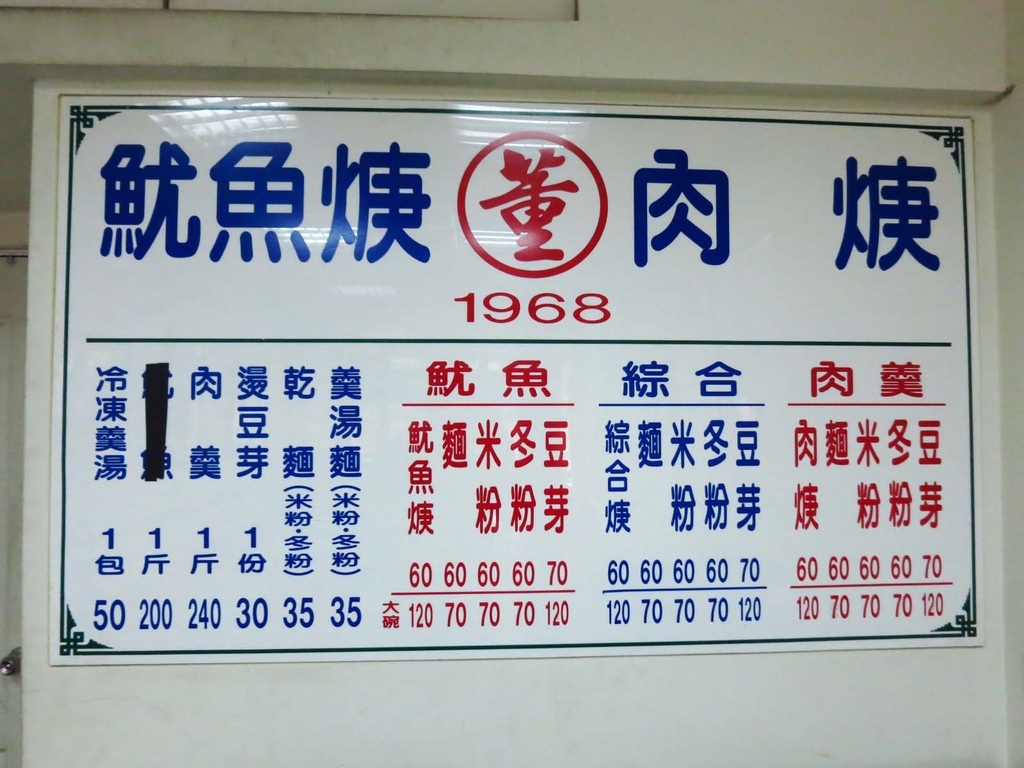 魷魚焿 董 肉焿
1968
冷凍羹湯 1包 50
1斤 200
肉羹 1斤 240
燙豆芽 1份 30
乾麵(米粉·冬粉) 35
羹湯麵(米粉·冬粉) 35
魷魚
魷魚焿 麵 米粉 冬粉 豆芽
60 60 60 60 70
大碗 120 70 70 70 120
綜合
綜合焿 麵 米粉 冬粉 豆芽
60 60 60 60 70
120 70 70 70 120
肉羹
肉焿 麵 米粉 冬粉 豆芽
60 60 60 60 70
120 70 70 70 120